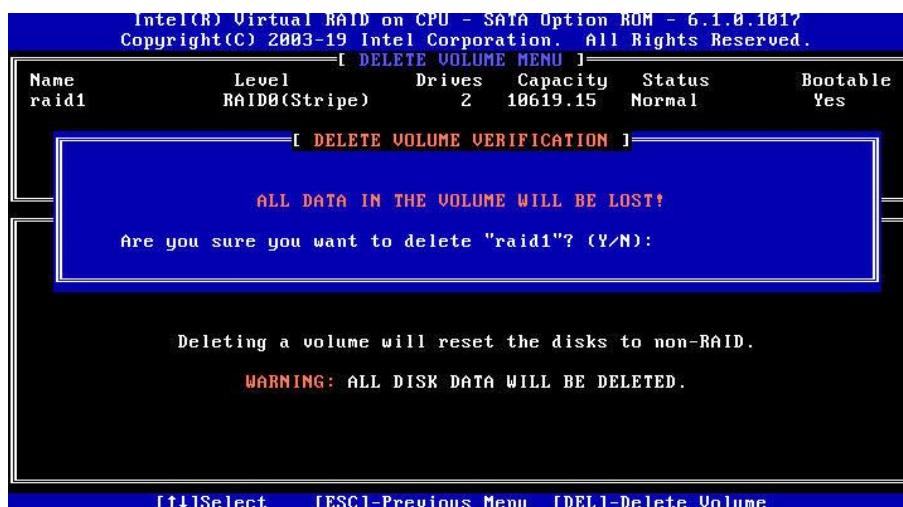 Intel(R) Virtual RAID on CPU - SATA Option ROM - 6.1.0.1017
Copyright(C) 2003-19 Intel Corporation. All Rights Reserved.
[ DELETE VOLUME MENU ]
Name Level Drives Capacity Status Bootable
raid1 RAID0(Stripe) 2 10619.15 Normal Yes
[ DELETE VOLUME VERIFICATION ]
ALL DATA IN THE VOLUME WILL BE LOST!
Are you sure you want to delete "raid1"? (Y/N):
Deleting a volume will reset the disks to non-RAID.
WARNING: ALL DISK DATA WILL BE DELETED.
[↑↓]Select [ESC]-Previous Menu [DEL]-Delete Volume